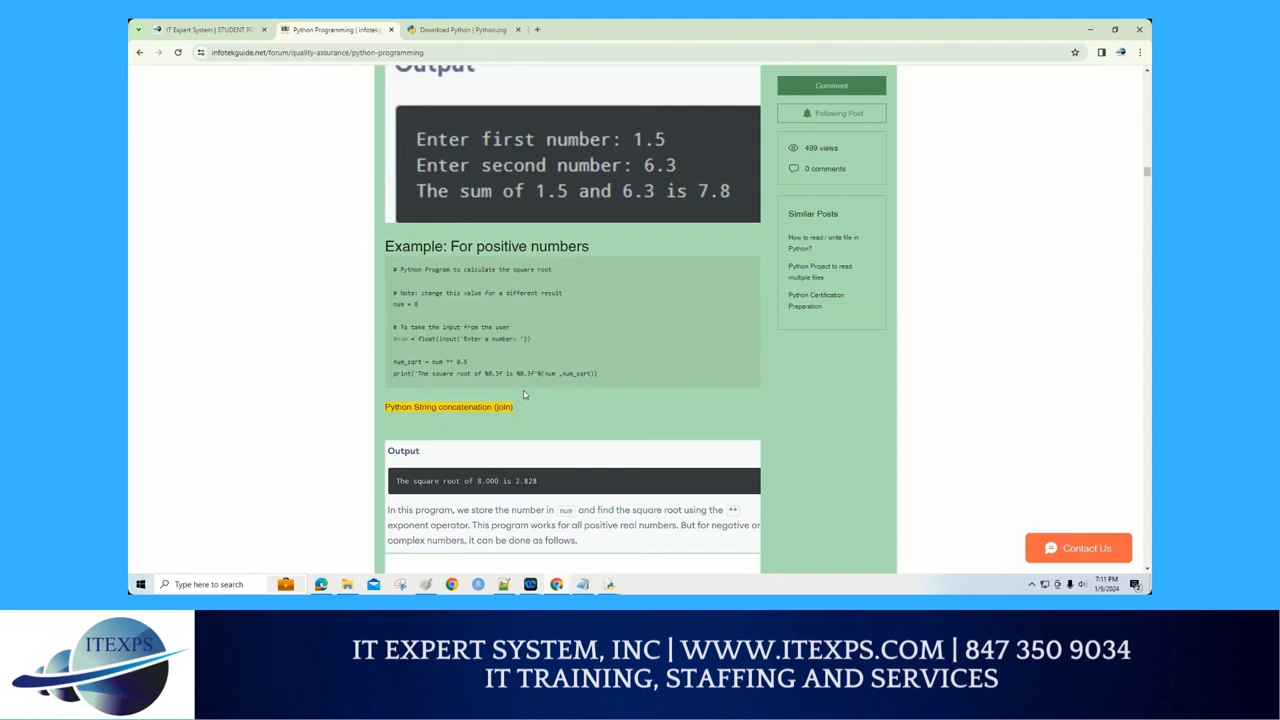 IT Expert System | STUDENT PO
Python Programming | infotekg
Download Python | Python.org
infotekguide.net/forum/quality-assurance/python-programming
Output
Enter first number: 1.5
Enter second number: 6.3
The sum of 1.5 and 6.3 is 7.8
Comment
Following Post
499 views
0 comments
Similar Posts
How to read / write file in
Python?
Python Project to read
multiple files
Python Certification
Preparation
Example: For positive numbers
# Python Program to calculate the square root
# Note: change this value for a different result
num = 8
# To take the input from the user
#num = float(input('Enter a number: '))
num_sqrt = num ** 0.5
print('The square root of %0.3f is %0.3f'%(num ,num_sqrt))
Python String concatenation (join)
Output
The square root of 8.000 is 2.828
In this program, we store the number in num and find the square root using the **
exponent operator. This program works for all positive real numbers. But for negative or
complex numbers, it can be done as follows.
Contact Us
Type here to search
7:11 PM
1/9/2024
ITEXPS
IT EXPERT SYSTEM, INC | WWW.ITEXPS.COM | 847 350 9034
IT TRAINING, STAFFING AND SERVICES